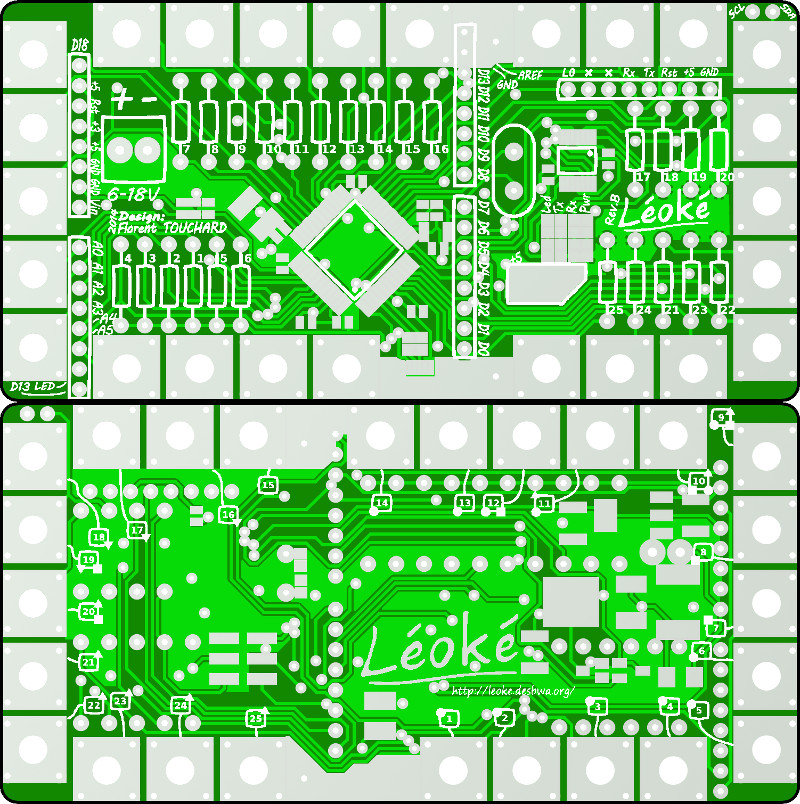 SCL SDA
D18
AREF
GND
L0 × × Rx Tx Rst +5 GND
+ -
+5 Rst +3 +5 GND GND Vin
D13 D12 D11 D10 D9 D8
7 8 9 10 11 12 13 14 15 16
17 18 19 20
6-18V
Led Tx Rx Pwr
Rev.B
Léoké
2014 Design:
Florent TOUCHARD
D7 D6 D5 D4 D3 D2 D1 D0
A0 A1 A2 A3 A4 A5
4 3 2 1 5 6
25 24 21 23 22
D13 LED
9
15
10
14 13 12 11
16
17
18
19
8
20
7
Léoké
6
21
http://leoke.desbwa.org/
22 23 24 25
1 2 3 4 5